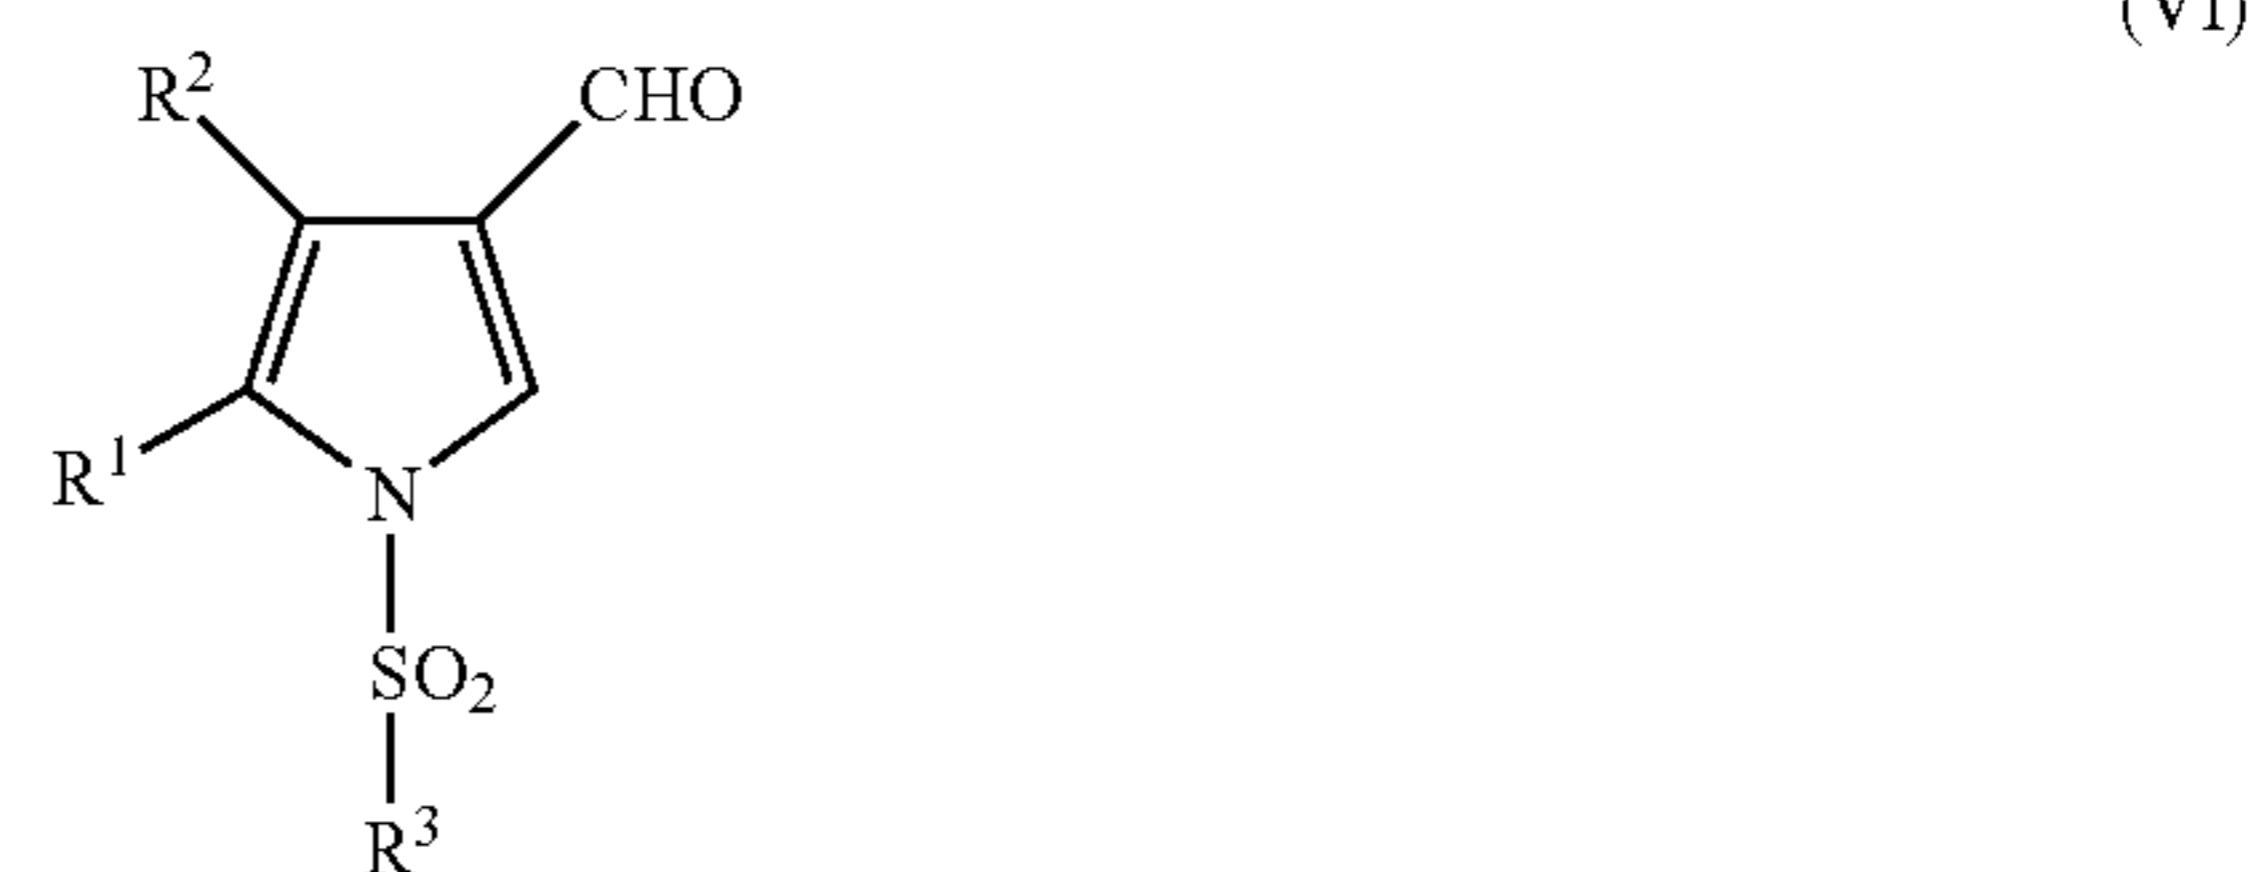 (VI)
R² CHO
R¹
N
SO₂
R³